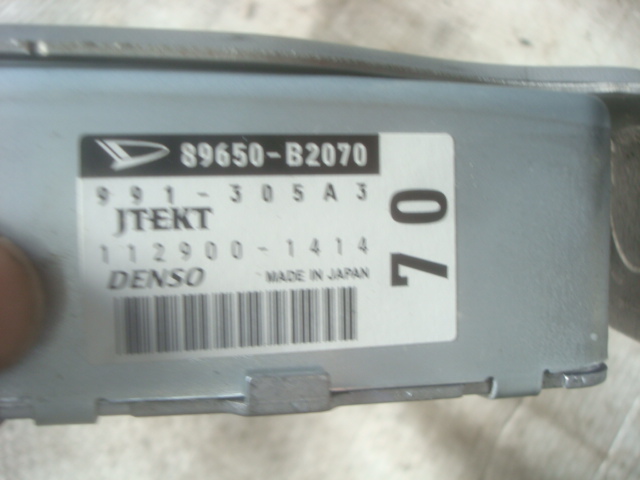 89650-B2070
991-305A3
JTEKT
112900-1414
DENSO MADE IN JAPAN
70